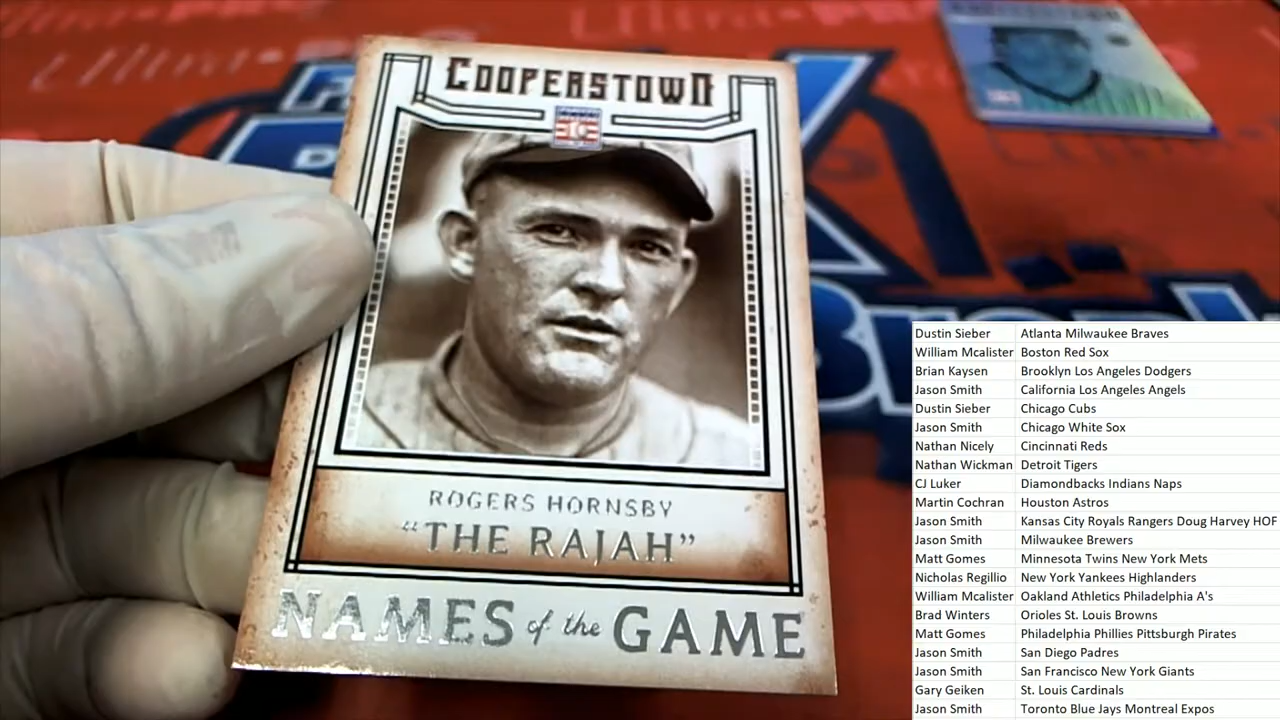 COOPERSTOWN
ROGERS HORNSBY
"THE RAJAH"
NAMES of the GAME
Dustin Sieber Atlanta Milwaukee Braves
William Mcalister Boston Red Sox
Brian Kaysen Brooklyn Los Angeles Dodgers
Jason Smith California Los Angeles Angels
Dustin Sieber Chicago Cubs
Jason Smith Chicago White Sox
Nathan Nicely Cincinnati Reds
Nathan Wickman Detroit Tigers
CJ Luker Diamondbacks Indians Naps
Martin Cochran Houston Astros
Jason Smith Kansas City Royals Rangers Doug Harvey HOF
Jason Smith Milwaukee Brewers
Matt Gomes Minnesota Twins New York Mets
Nicholas Regillio New York Yankees Highlanders
William Mcalister Oakland Athletics Philadelphia A's
Brad Winters Orioles St. Louis Browns
Matt Gomes Philadelphia Phillies Pittsburgh Pirates
Jason Smith San Diego Padres
Jason Smith San Francisco New York Giants
Gary Geiken St. Louis Cardinals
Jason Smith Toronto Blue Jays Montreal Expos